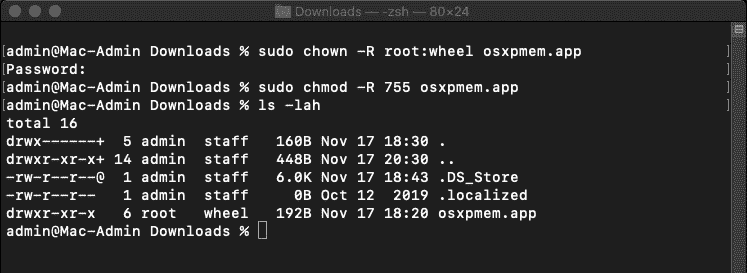 Downloads — -zsh — 80×24
[admin@Mac-Admin Downloads % sudo chown -R root:wheel osxpmem.app ]
[Password: ]
[admin@Mac-Admin Downloads % sudo chmod -R 755 osxpmem.app ]
[admin@Mac-Admin Downloads % ls -lah ]
total 16
drwx------+  5 admin  staff   160B Nov 17 18:30 .
drwxr-xr-x+ 14 admin  staff   448B Nov 17 20:30 ..
-rw-r--r--@  1 admin  staff   6.0K Nov 17 18:43 .DS_Store
-rw-r--r--   1 admin  staff     0B Oct 12  2019 .localized
drwxr-xr-x   6 root   wheel   192B Nov 17 18:20 osxpmem.app
admin@Mac-Admin Downloads %